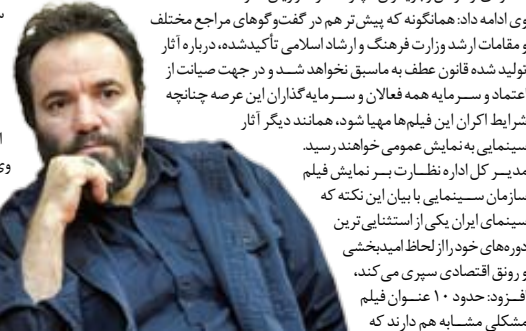 وی ادامه داد: همانگونه که پیش‌تر هم در گفت‌وگوهای مراجع مختلف
و مقامات ارشد وزارت فرهنگ و ارشاد اسلامی تأکیدشده، درباره آثار
تولید شده قانون عطف به ماسبق نخواهد شد و در جهت صیانت از
اعتماد و سرمایه همه فعالان و سرمایه‌گذاران این عرصه چنانچه
شرایط اکران این فیلم‌ها مهیا شود، همانند دیگر آثار
سینمایی به نمایش عمومی خواهند رسید.
مدیر کل اداره نظارت بر نمایش فیلم
سازمان سینمایی با بیان این نکته که
سینمای ایران یکی از استثنایی ترین
دوره‌های خود رااز لحاظ امیدبخشی
و رونق اقتصادی سپری می کند،
افزود: حدود ۱۰ عنوان فیلم
مشکلی مشابه هم دارند که
وی